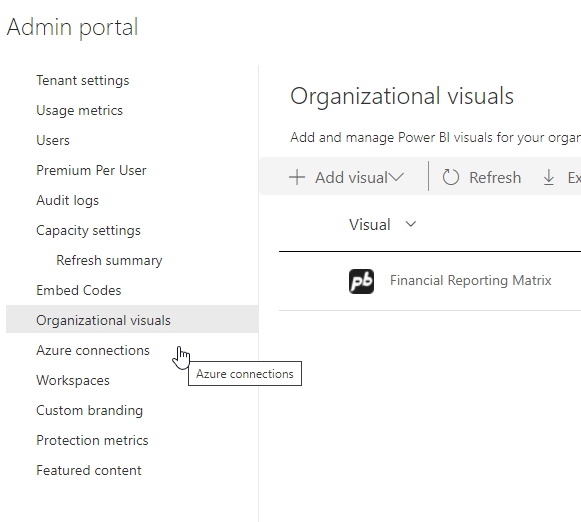 Admin portal
Tenant settings
Usage metrics
Users
Premium Per User
Audit logs
Capacity settings
Refresh summary
Embed Codes
Organizational visuals
Azure connections
Workspaces
Custom branding
Protection metrics
Featured content
Azure connections
Organizational visuals
Add and manage Power BI visuals for your organ
Add visual Refresh Ex
Visual
pb Financial Reporting Matrix